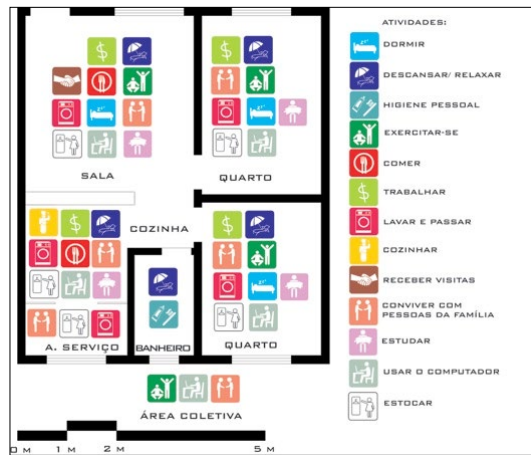 ATIVIDADES:
DORMIR
DESCANSAR/ RELAXAR
HIGIENE PESSOAL
EXERCITAR-SE
COMER
TRABALHAR
LAVAR E PASSAR
COZINHAR
RECEBER VISITAS
CONVIVER COM
PESSOAS DA FAMÍLIA
ESTUDAR
USAR O COMPUTADOR
ESTOCAR
SALA
QUARTO
COZINHA
A. SERVIÇO
BANHEIRO
QUARTO
ÁREA COLETIVA
0 M 1 M 2 M 5 M